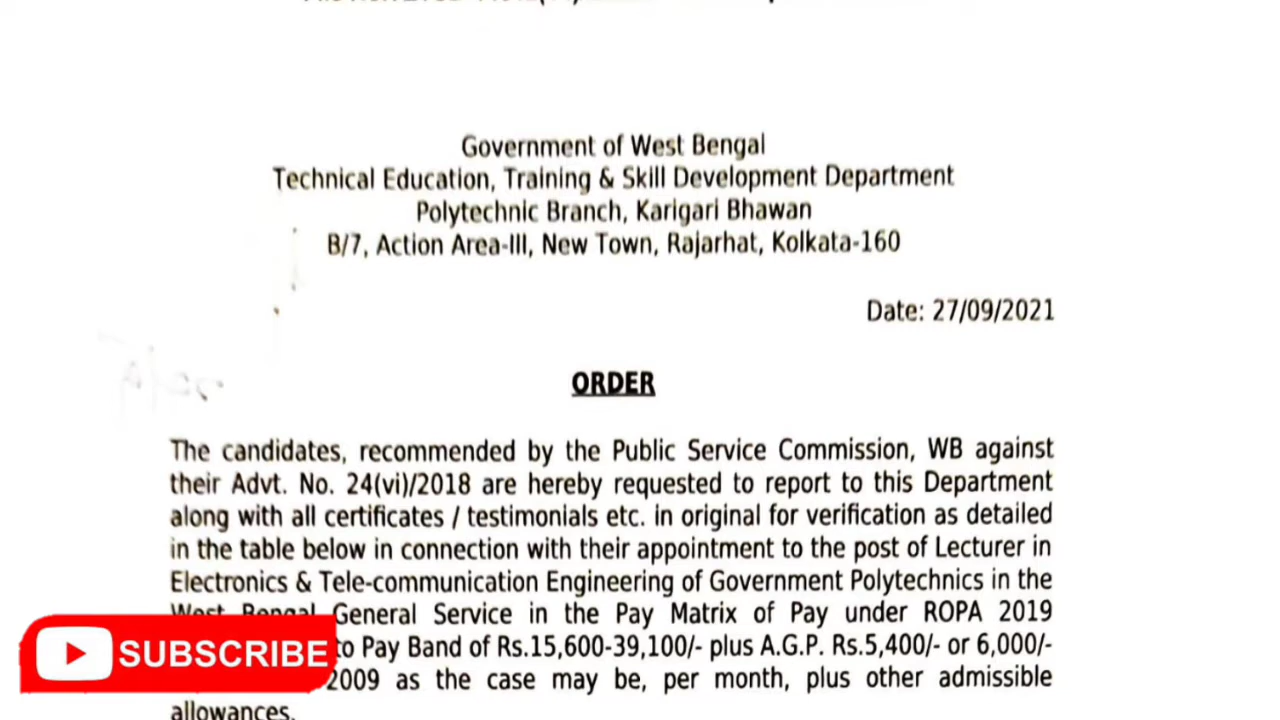 Government of West Bengal
Technical Education, Training & Skill Development Department
Polytechnic Branch, Karigari Bhawan
B/7, Action Area-III, New Town, Rajarhat, Kolkata-160
Date: 27/09/2021
ORDER
The candidates, recommended by the Public Service Commission, WB against
their Advt. No. 24(vi)/2018 are hereby requested to report to this Department
along with all certificates / testimonials etc. in original for verification as detailed
in the table below in connection with their appointment to the post of Lecturer in
Electronics & Tele-communication Engineering of Government Polytechnics in the
West Bengal General Service in the Pay Matrix of Pay under ROPA 2019
to Pay Band of Rs.15,600-39,100/- plus A.G.P. Rs.5,400/- or 6,000/-
2009 as the case may be, per month, plus other admissible
allowances.
SUBSCRIBE